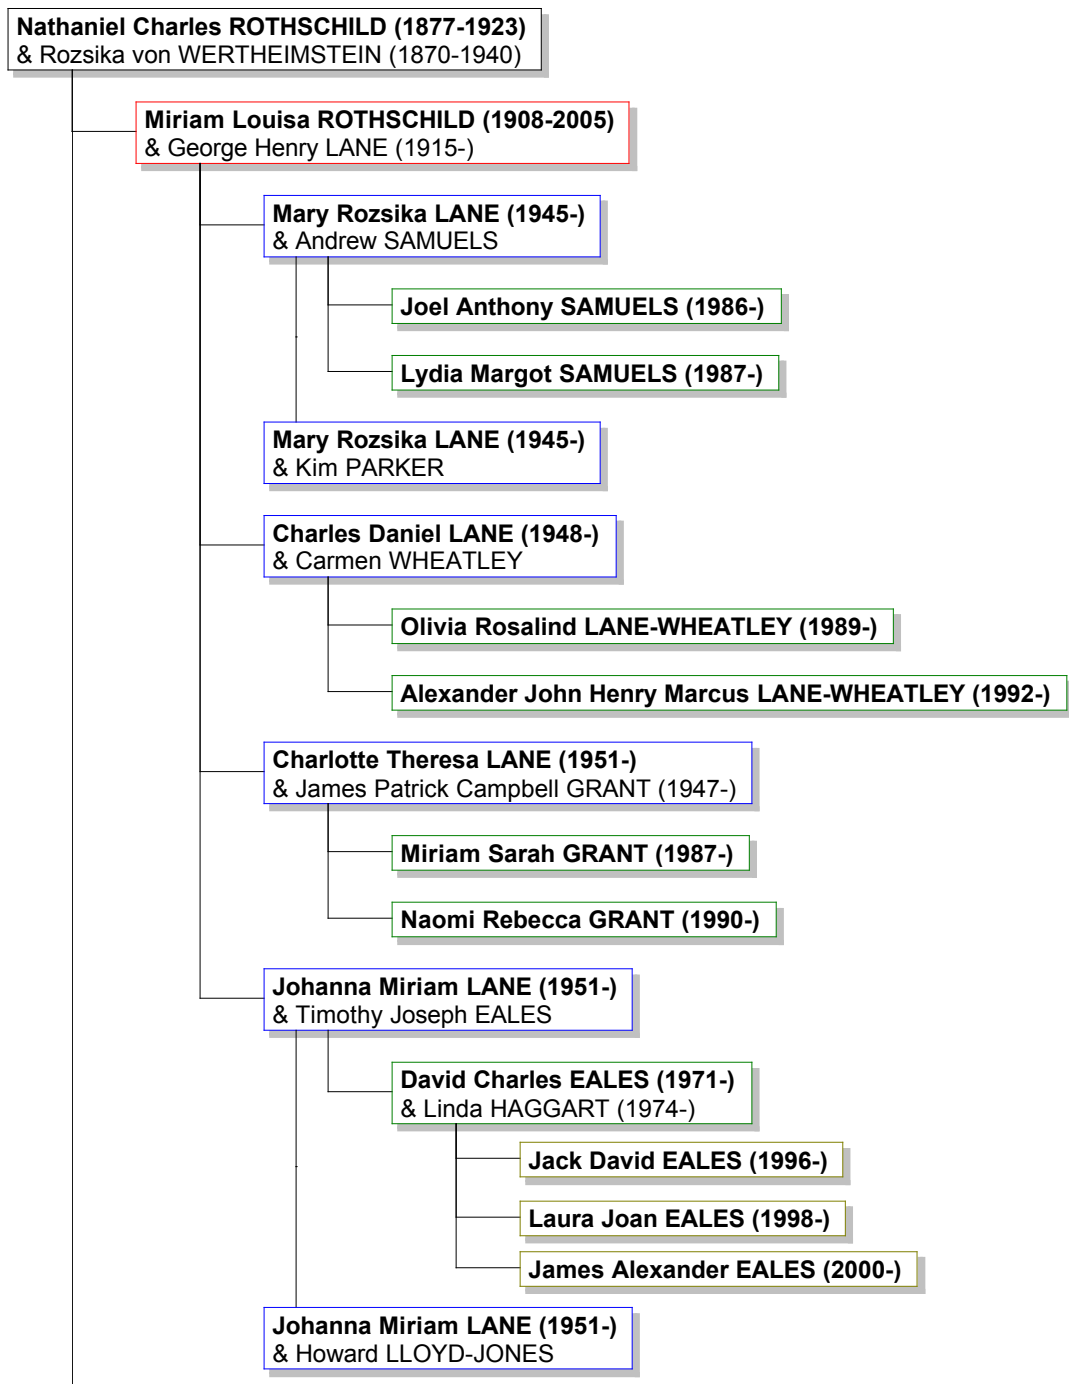 Nathaniel Charles ROTHSCHILD (1877-1923)
& Rozsika von WERTHEIMSTEIN (1870-1940)
Miriam Louisa ROTHSCHILD (1908-2005)
& George Henry LANE (1915-)
Mary Rozsika LANE (1945-)
& Andrew SAMUELS
Joel Anthony SAMUELS (1986-)
Lydia Margot SAMUELS (1987-)
Mary Rozsika LANE (1945-)
& Kim PARKER
Charles Daniel LANE (1948-)
& Carmen WHEATLEY
Olivia Rosalind LANE-WHEATLEY (1989-)
Alexander John Henry Marcus LANE-WHEATLEY (1992-)
Charlotte Theresa LANE (1951-)
& James Patrick Campbell GRANT (1947-)
Miriam Sarah GRANT (1987-)
Naomi Rebecca GRANT (1990-)
Johanna Miriam LANE (1951-)
& Timothy Joseph EALES
David Charles EALES (1971-)
& Linda HAGGART (1974-)
Jack David EALES (1996-)
Laura Joan EALES (1998-)
James Alexander EALES (2000-)
Johanna Miriam LANE (1951-)
& Howard LLOYD-JONES